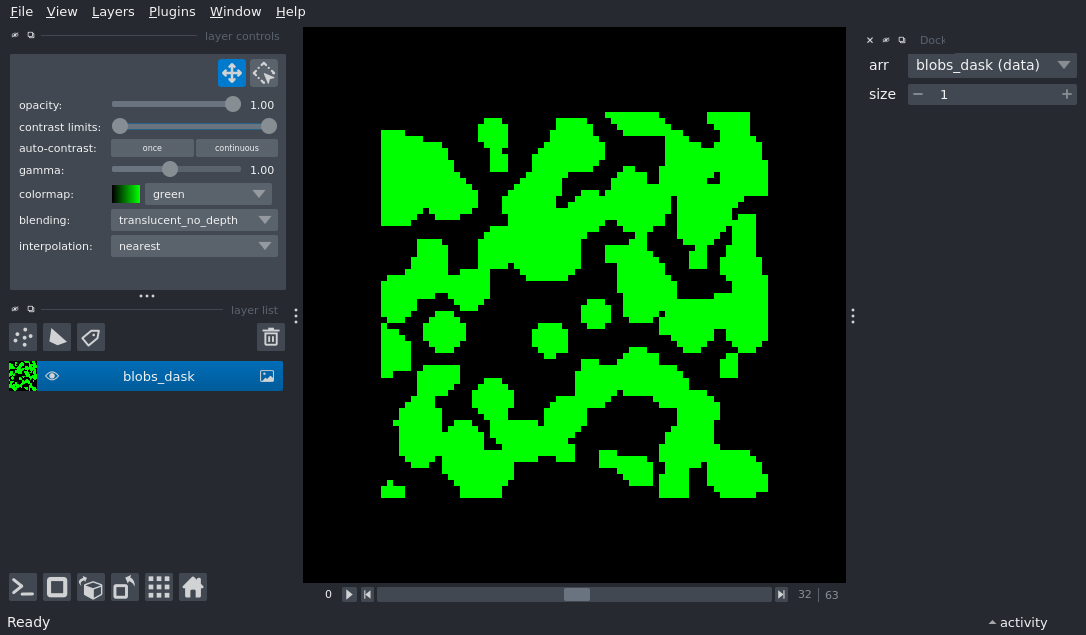 File View Layers Plugins Window Help
layer controls
opacity: 1.00
contrast limits:
auto-contrast: once continuous
gamma: 1.00
colormap: green
blending: translucent_no_depth
interpolation: nearest
layer list
blobs_dask
Dock
arr blobs_dask (data)
size 1
0 32 63
Ready
activity